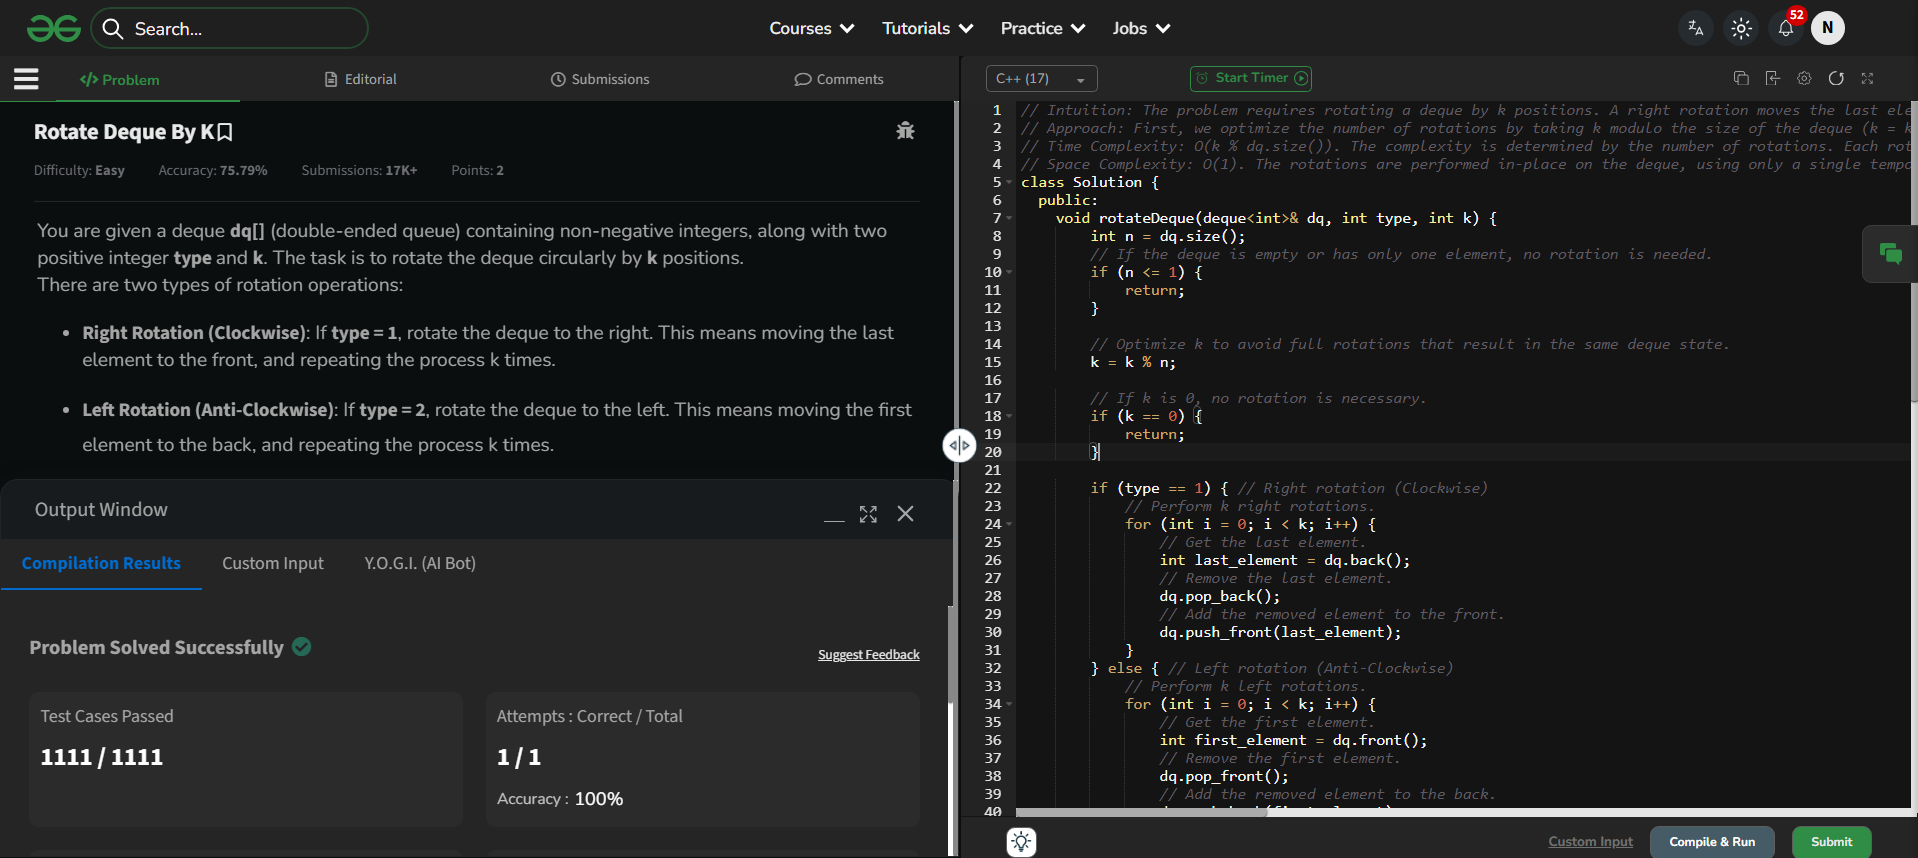 Search...
Courses
Tutorials
Practice
Jobs
52
N
Problem
Editorial
Submissions
Comments
Rotate Deque By K
Difficulty: Easy
Accuracy: 75.79%
Submissions: 17K+
Points: 2
You are given a deque dq[] (double-ended queue) containing non-negative integers, along with two
positive integer type and k. The task is to rotate the deque circularly by k positions.
There are two types of rotation operations:
• Right Rotation (Clockwise): If type = 1, rotate the deque to the right. This means moving the last
element to the front, and repeating the process k times.
• Left Rotation (Anti-Clockwise): If type = 2, rotate the deque to the left. This means moving the first
element to the back, and repeating the process k times.
Output Window
Compilation Results
Custom Input
Y.O.G.I. (AI Bot)
Problem Solved Successfully
Suggest Feedback
Test Cases Passed
1111 / 1111
Attempts : Correct / Total
1 / 1
Accuracy : 100%
C++ (17)
Start Timer
1 // Intuition: The problem requires rotating a deque by k positions. A right rotation moves the last ele
2 // Approach: First, we optimize the number of rotations by taking k modulo the size of the deque (k = k
3 // Time Complexity: O(k % dq.size()). The complexity is determined by the number of rotations. Each rot
4 // Space Complexity: O(1). The rotations are performed in-place on the deque, using only a single tempo
5 class Solution {
6 public:
7 void rotateDeque(deque<int>& dq, int type, int k) {
8 int n = dq.size();
9 // If the deque is empty or has only one element, no rotation is needed.
10 if (n <= 1) {
11 return;
12 }
13
14 // Optimize k to avoid full rotations that result in the same deque state.
15 k = k % n;
16
17 // If k is 0, no rotation is necessary.
18 if (k == 0) {
19 return;
20 }
21
22 if (type == 1) { // Right rotation (Clockwise)
23 // Perform k right rotations.
24 for (int i = 0; i < k; i++) {
25 // Get the last element.
26 int last_element = dq.back();
27 // Remove the last element.
28 dq.pop_back();
29 // Add the removed element to the front.
30 dq.push_front(last_element);
31 }
32 } else { // Left rotation (Anti-Clockwise)
33 // Perform k left rotations.
34 for (int i = 0; i < k; i++) {
35 // Get the first element.
36 int first_element = dq.front();
37 // Remove the first element.
38 dq.pop_front();
39 // Add the removed element to the back.
40
Custom Input
Compile & Run
Submit